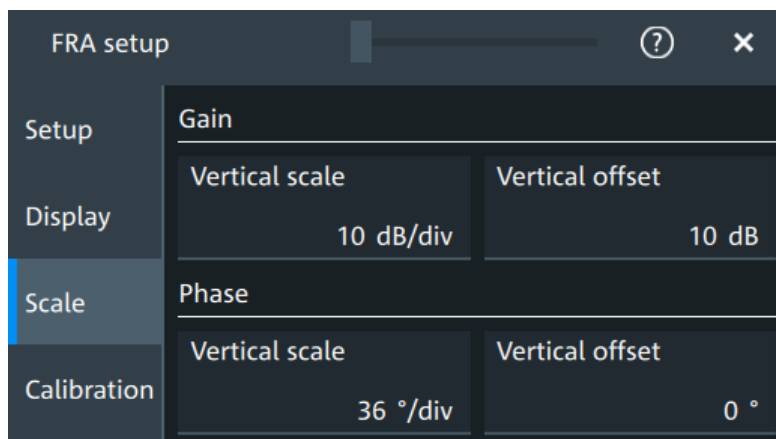 FRA setup
?
×
Setup
Display
Scale
Calibration
Gain
Vertical scale
10 dB/div
Vertical offset
10 dB
Phase
Vertical scale
36 °/div
Vertical offset
0 °